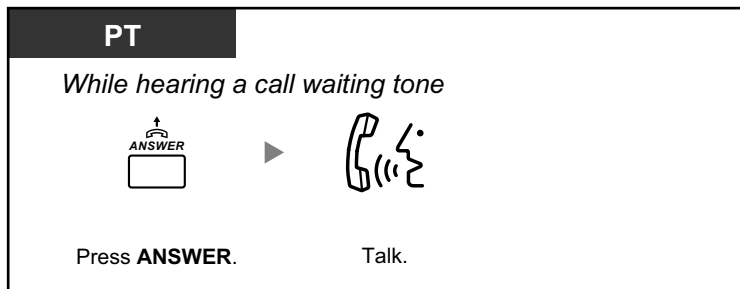 PT
While hearing a call waiting tone
ANSWER
Press ANSWER.
Talk.